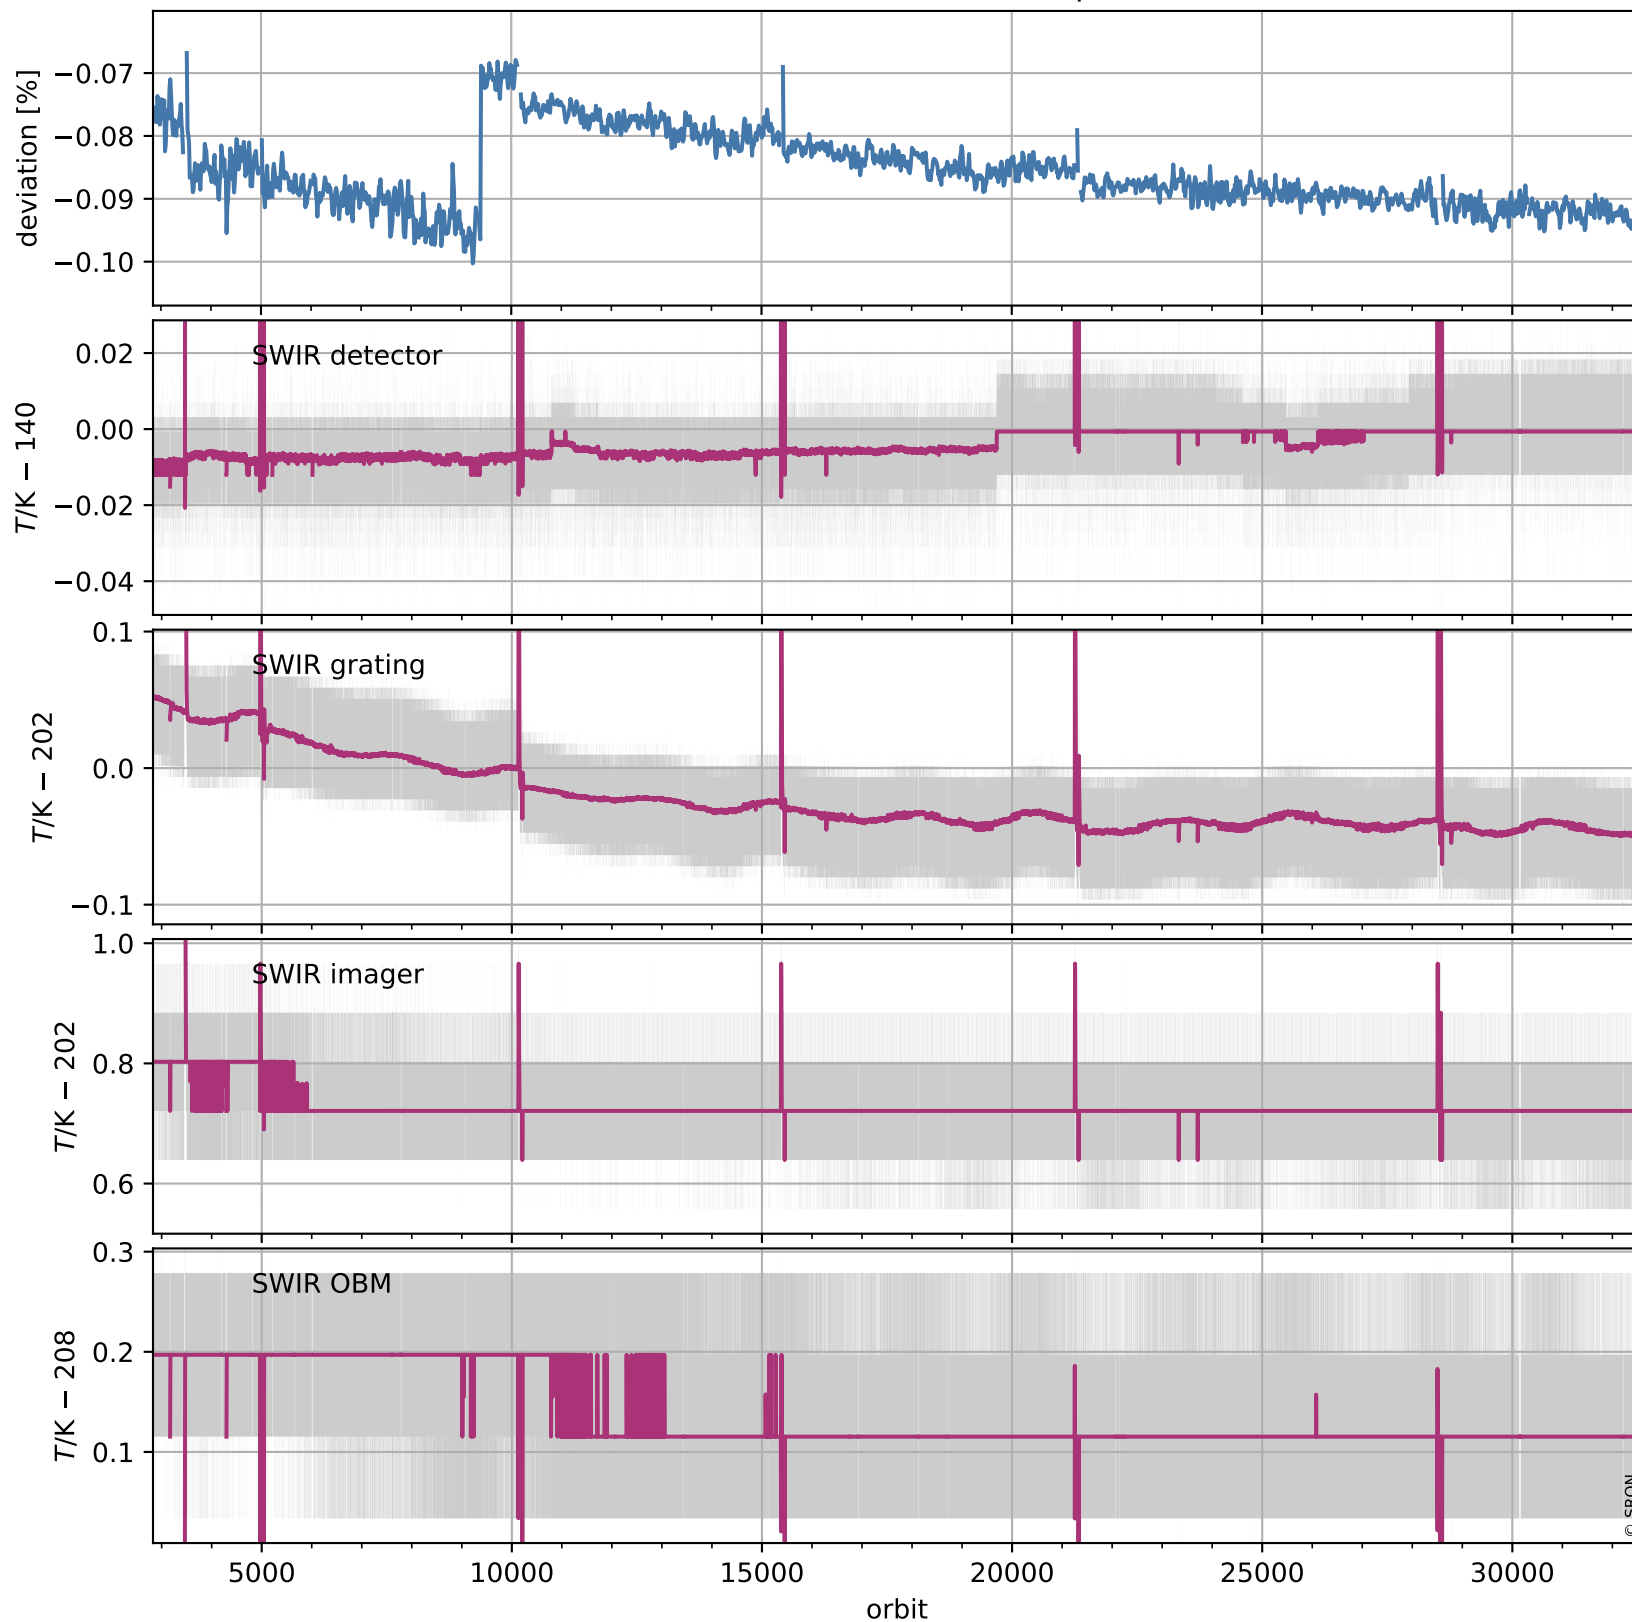 deviation [%]
−0.07
−0.08
−0.09
−0.10
SWIR detector
T/K − 140
0.02
0.00
−0.02
−0.04
SWIR grating
T/K − 202
0.1
0.0
−0.1
SWIR imager
T/K − 202
1.0
0.8
0.6
SWIR OBM
T/K − 208
0.3
0.2
0.1
© SRON
5000 10000 15000 20000 25000 30000
orbit